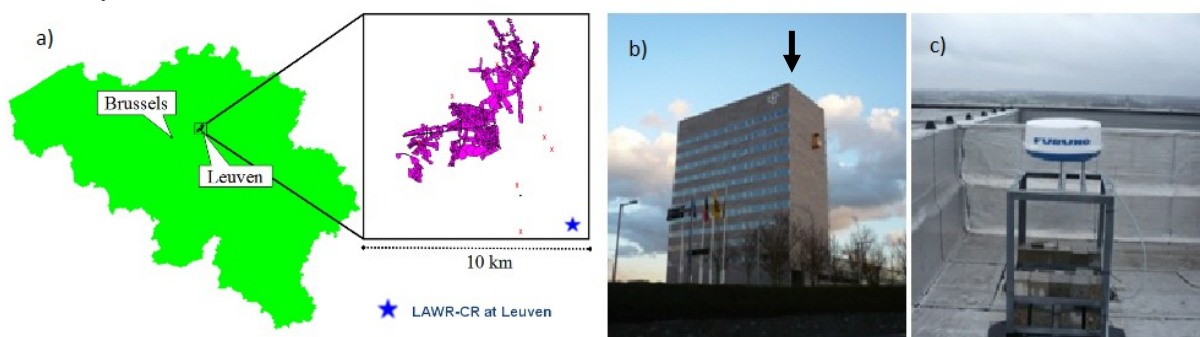 a)
Brussels
Leuven
10 km
LAWR-CR at Leuven
b)
c)
FURUNO